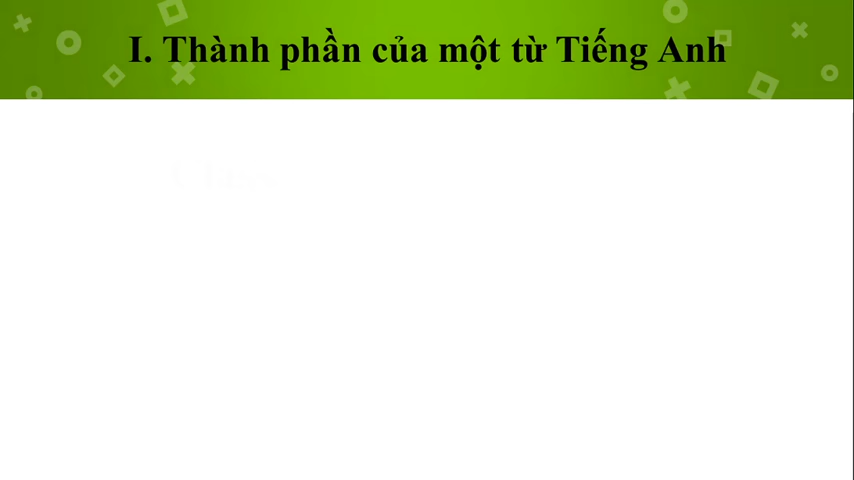 I. Thành phần của một từ Tiếng Anh